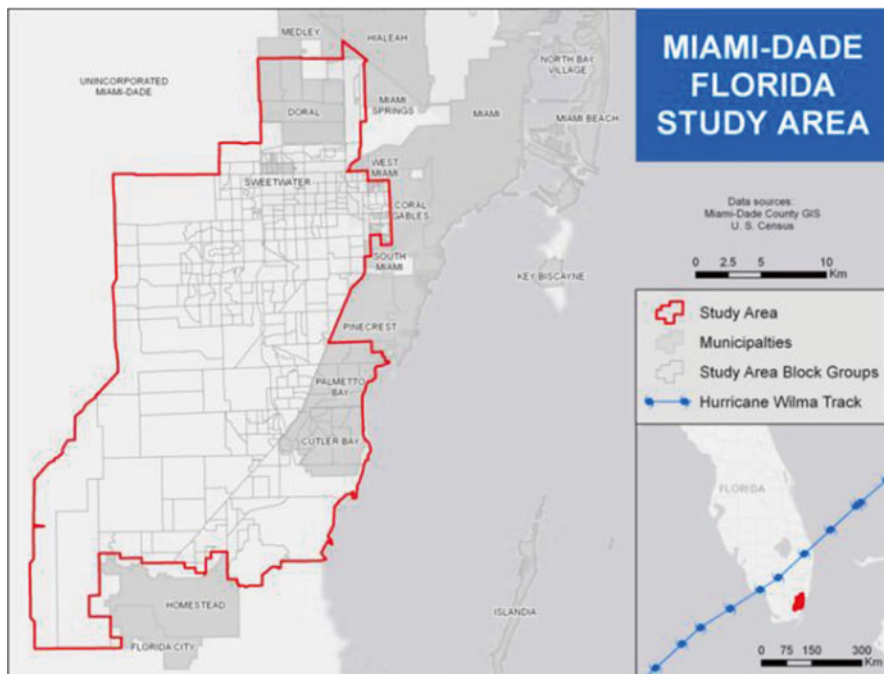 MEDLEY
HIALEAH
UNINCORPORATED
MIAMI-DADE
NORTH BAY
VILLAGE
DORAL
MIAMI
SPRINGS
MIAMI
MIAMI BEACH
WEST
MIAMI
SWEETWATER
CORAL
GABLES
SOUTH
MIAMI
KEY BISCAYNE
PINECREST
PALMETTO
BAY
CUTLER BAY
HOMESTEAD
ISLANDIA
FLORIDA CITY
MIAMI-DADE
FLORIDA
STUDY AREA
Data sources:
Miami-Dade County GIS
U. S. Census
0 2.5 5 10
Km
Study Area
Municipalties
Study Area Block Groups
Hurricane Wilma Track
FLORIDA
0 75 150 300
Km